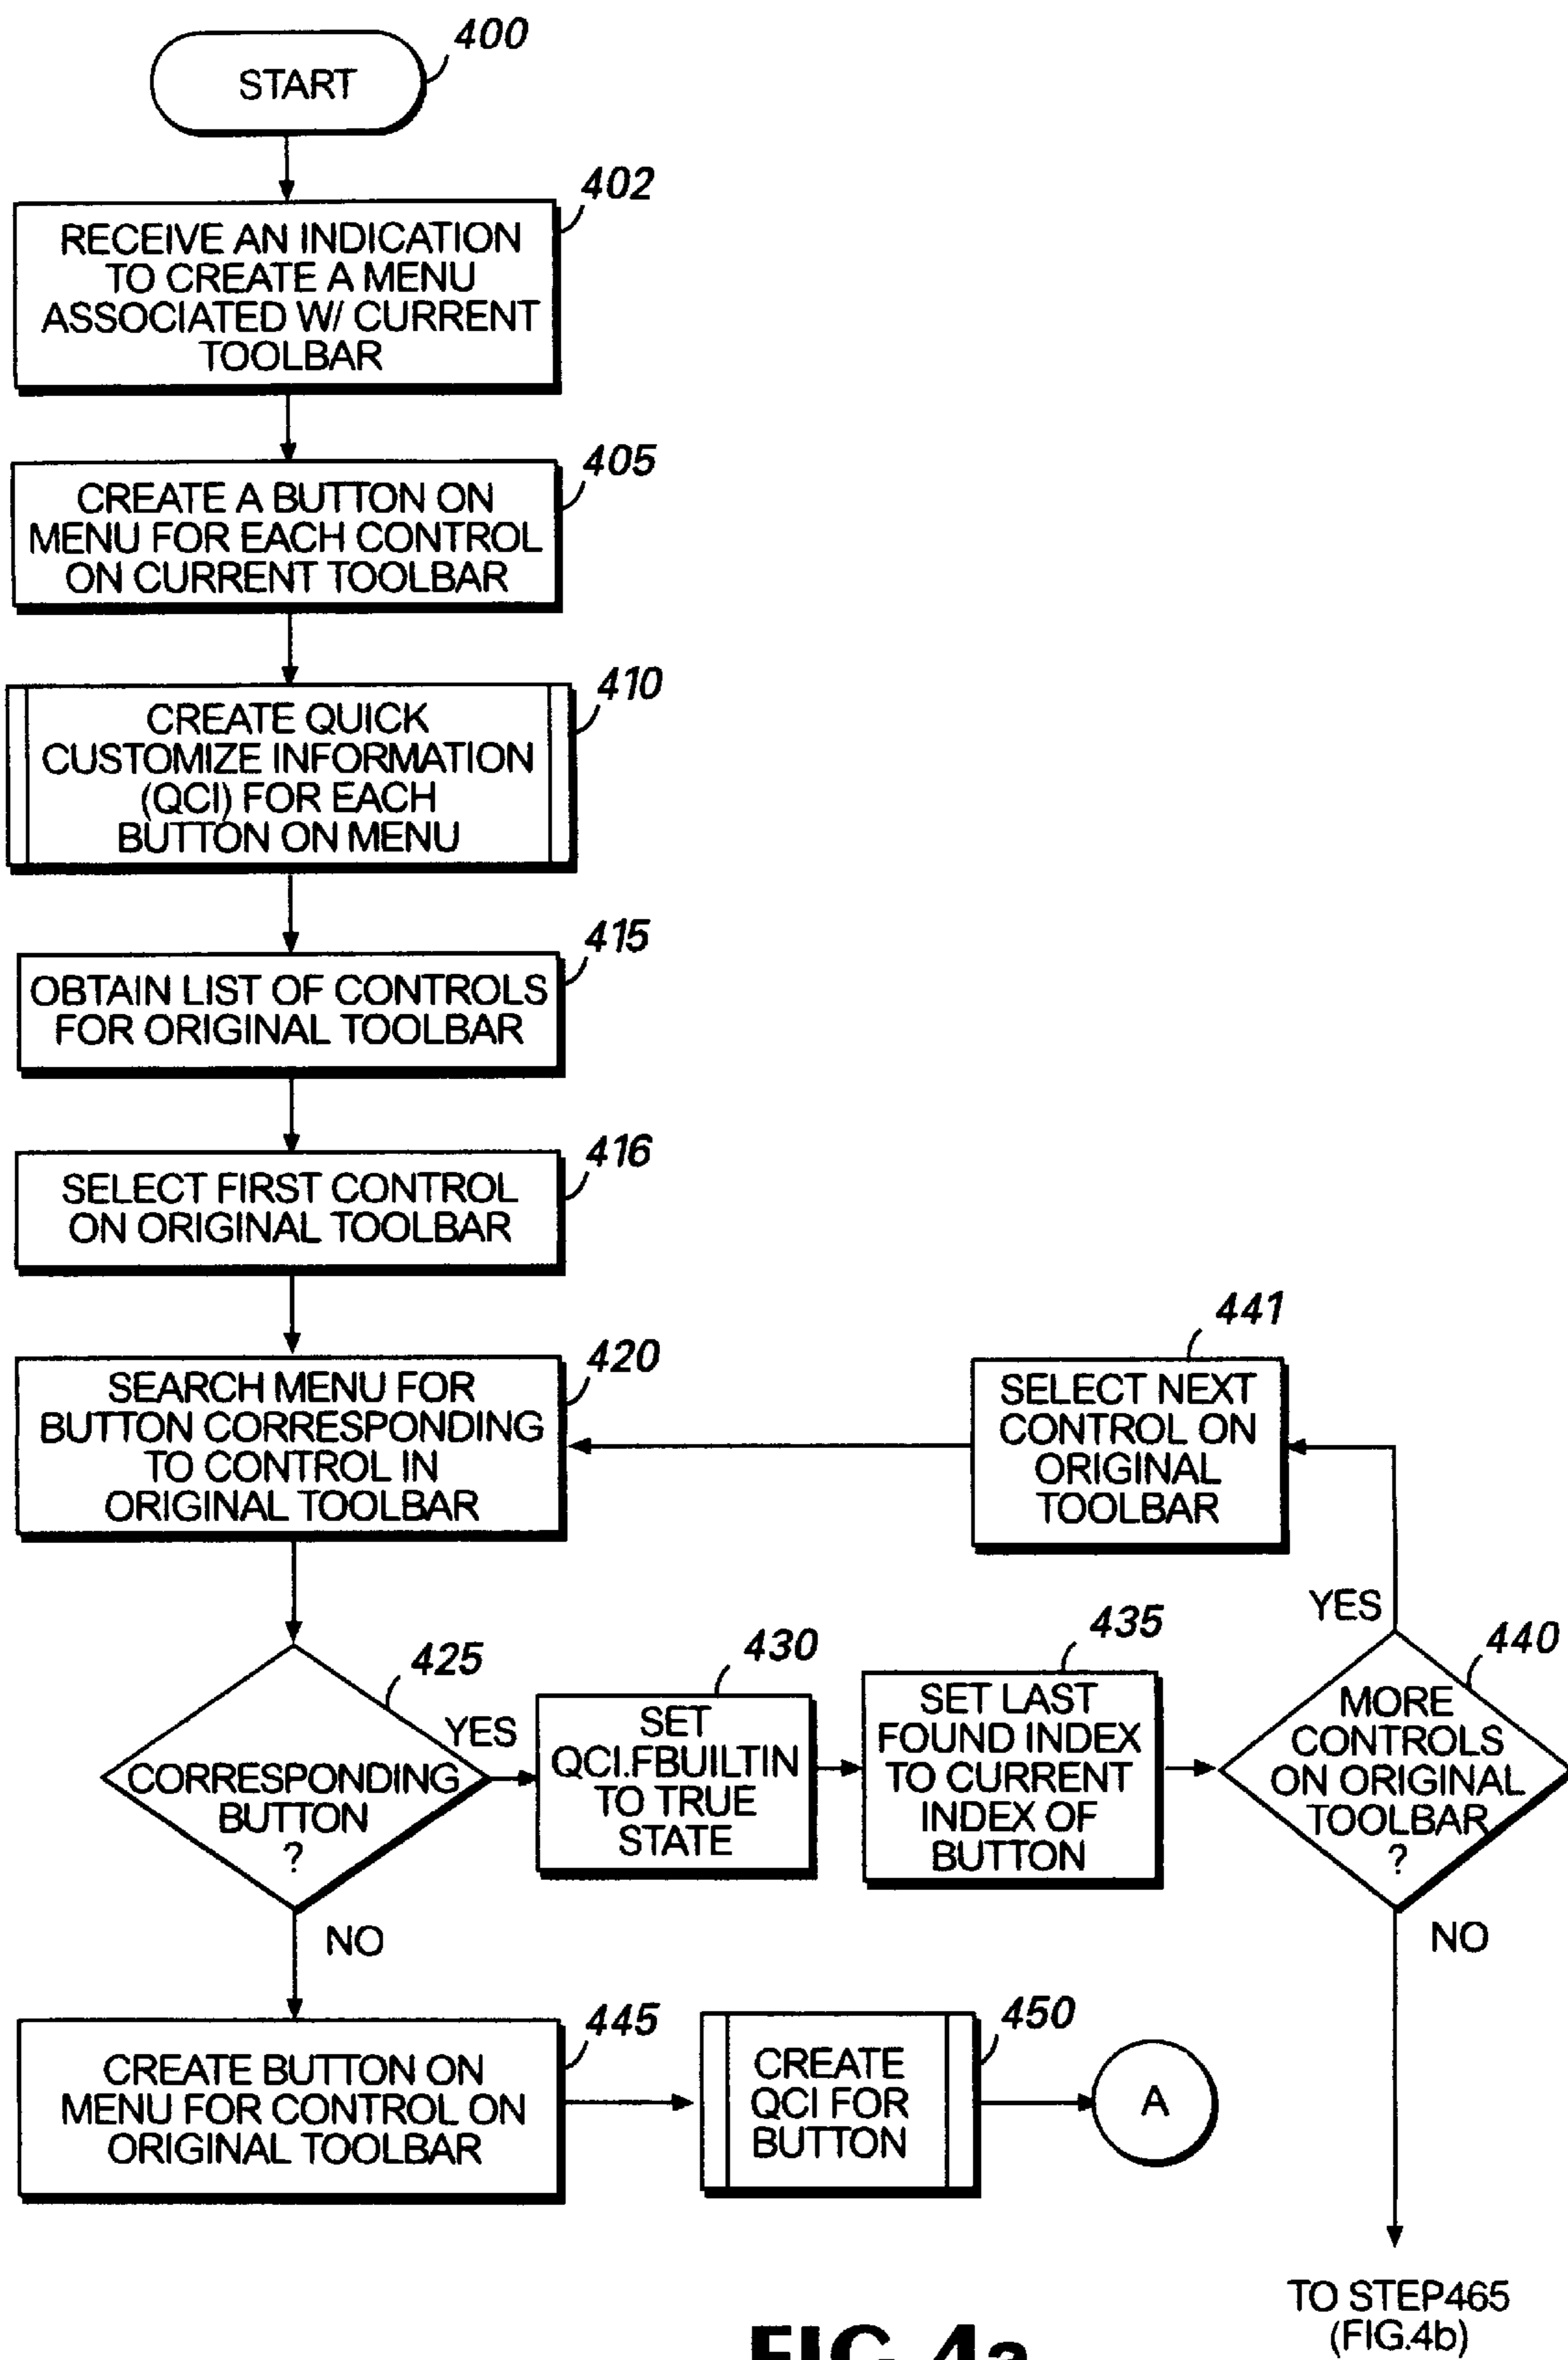 START
400
RECEIVE AN INDICATION
TO CREATE A MENU
ASSOCIATED W/ CURRENT
TOOLBAR
402
CREATE A BUTTON ON
MENU FOR EACH CONTROL
ON CURRENT TOOLBAR
405
CREATE QUICK
CUSTOMIZE INFORMATION
(QCI) FOR EACH
BUTTON ON MENU
410
OBTAIN LIST OF CONTROLS
FOR ORIGINAL TOOLBAR
415
SELECT FIRST CONTROL
ON ORIGINAL TOOLBAR
416
SEARCH MENU FOR
BUTTON CORRESPONDING
TO CONTROL IN
ORIGINAL TOOLBAR
420
SELECT NEXT
CONTROL ON
ORIGINAL
TOOLBAR
441
CORRESPONDING
BUTTON
?
425
YES
SET
QCI.FBUILTIN
TO TRUE
STATE
430
SET LAST
FOUND INDEX
TO CURRENT
INDEX OF
BUTTON
435
MORE
CONTROLS
ON ORIGINAL
TOOLBAR
?
440
YES
NO
NO
CREATE BUTTON ON
MENU FOR CONTROL ON
ORIGINAL TOOLBAR
445
CREATE
QCI FOR
BUTTON
450
A
TO STEP465
(FIG.4b)
FIG.4a